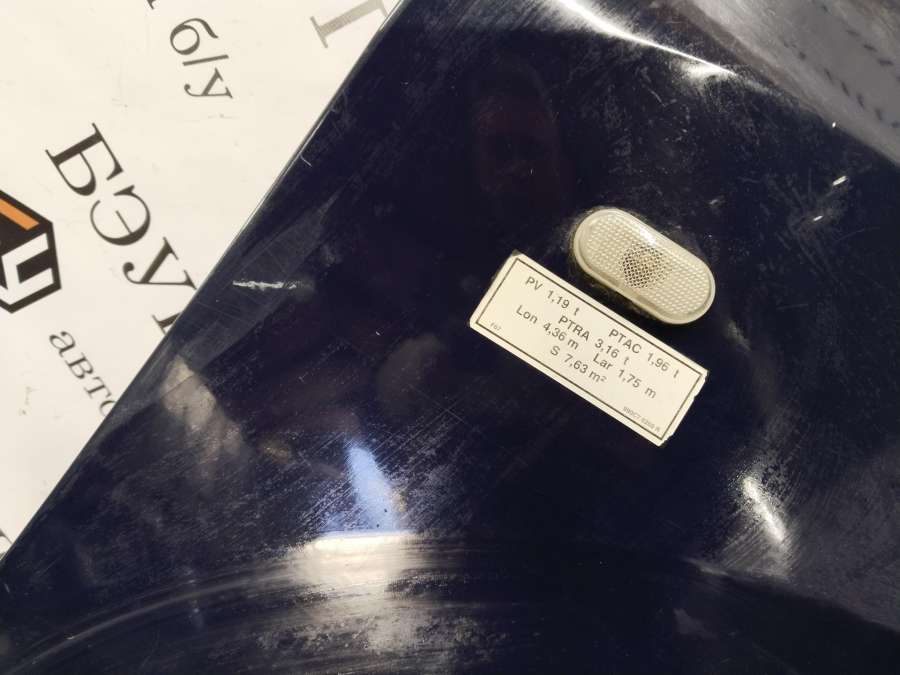 б/у
БЭУ
авто
PV 1,19 t PTAC 1,96 t
PTRA 3,16 t
Lon 4,36 m Lar 1,75 m
S 7,63 m²
F67